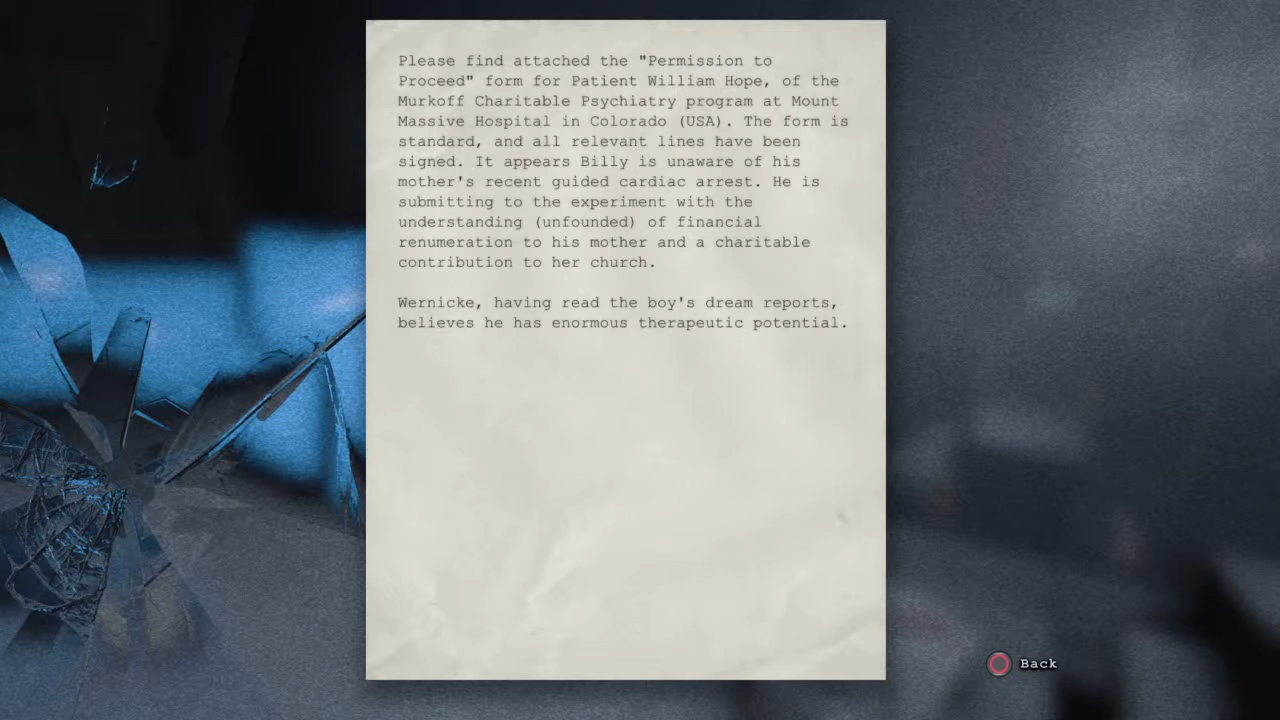 Please find attached the "Permission to
Proceed" form for Patient William Hope, of the
Murkoff Charitable Psychiatry program at Mount
Massive Hospital in Colorado (USA). The form is
standard, and all relevant lines have been
signed. It appears Billy is unaware of his
mother's recent guided cardiac arrest. He is
submitting to the experiment with the
understanding (unfounded) of financial
renumeration to his mother and a charitable
contribution to her church.
Wernicke, having read the boy's dream reports,
believes he has enormous therapeutic potential.
Back